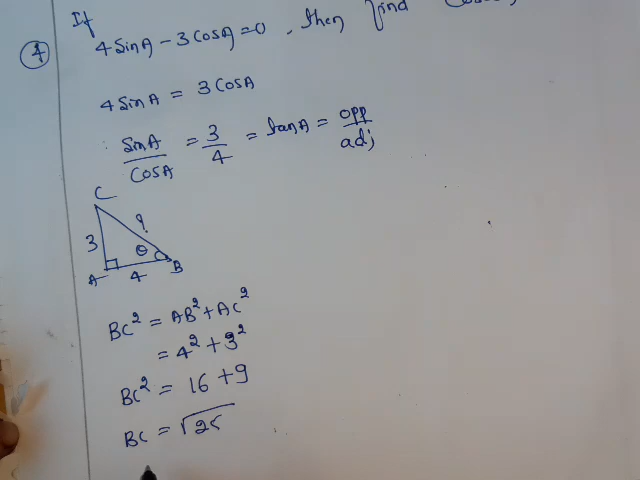 If
4 SinA - 3 CosA = 0, then find
4
4 SinA = 3 CosA
∴ SinA / CosA = 3/4 = tanA = opp/adj
C
3 ?
θ
A 4 B
BC² = AB² + AC²
= 4² + 3²
BC² = 16 + 9
BC = √25